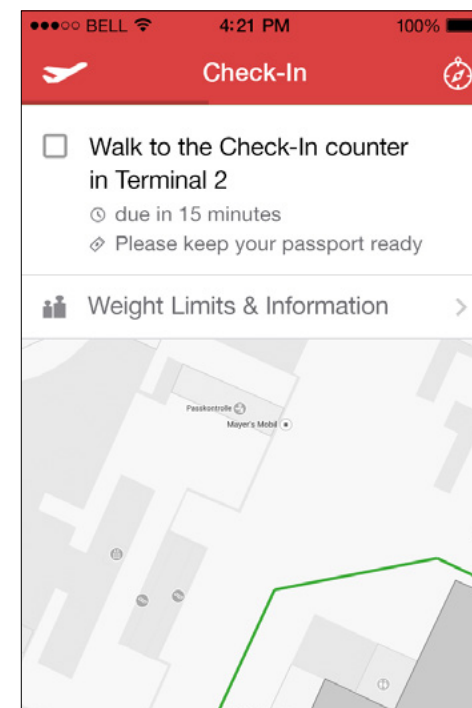 BELL 4:21 PM 100%
Check-In
Walk to the Check-In counter
in Terminal 2
due in 15 minutes
Please keep your passport ready
Weight Limits & Information
Passkontrolle
Mayer's Mobil